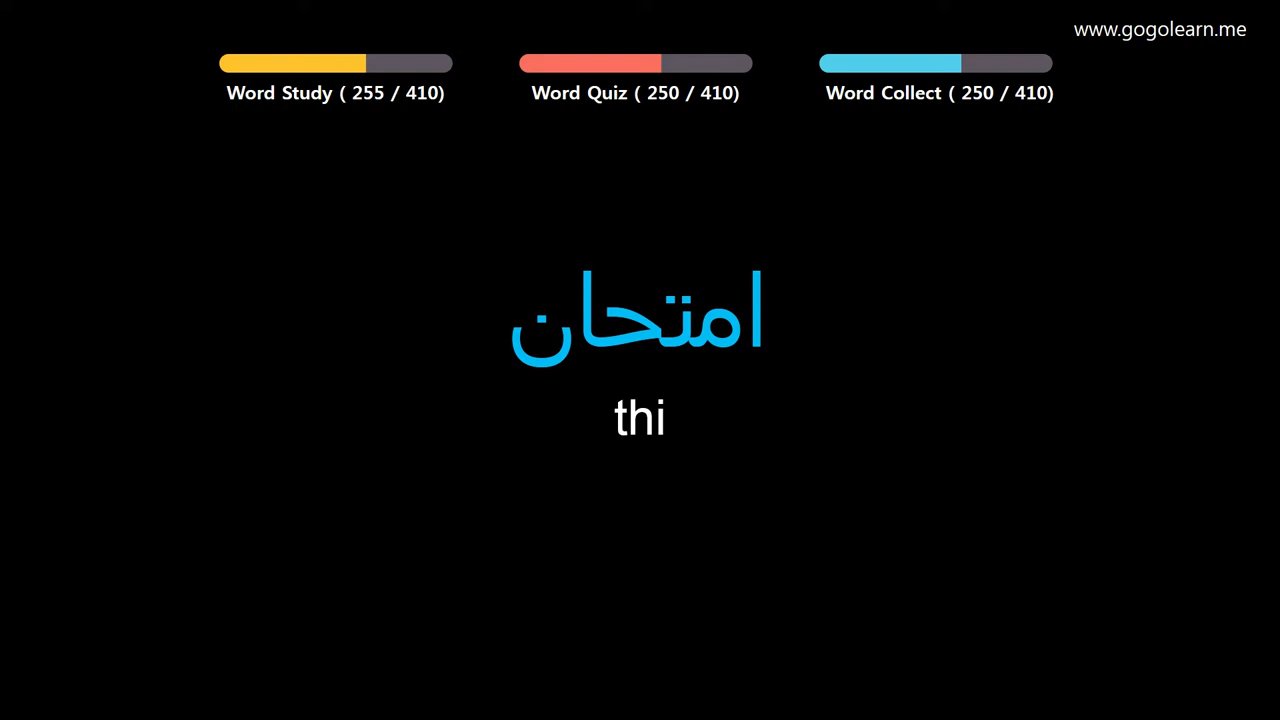 www.gogolearn.me
Word Study ( 255 / 410)
Word Quiz ( 250 / 410)
Word Collect ( 250 / 410)
امتحان
thi